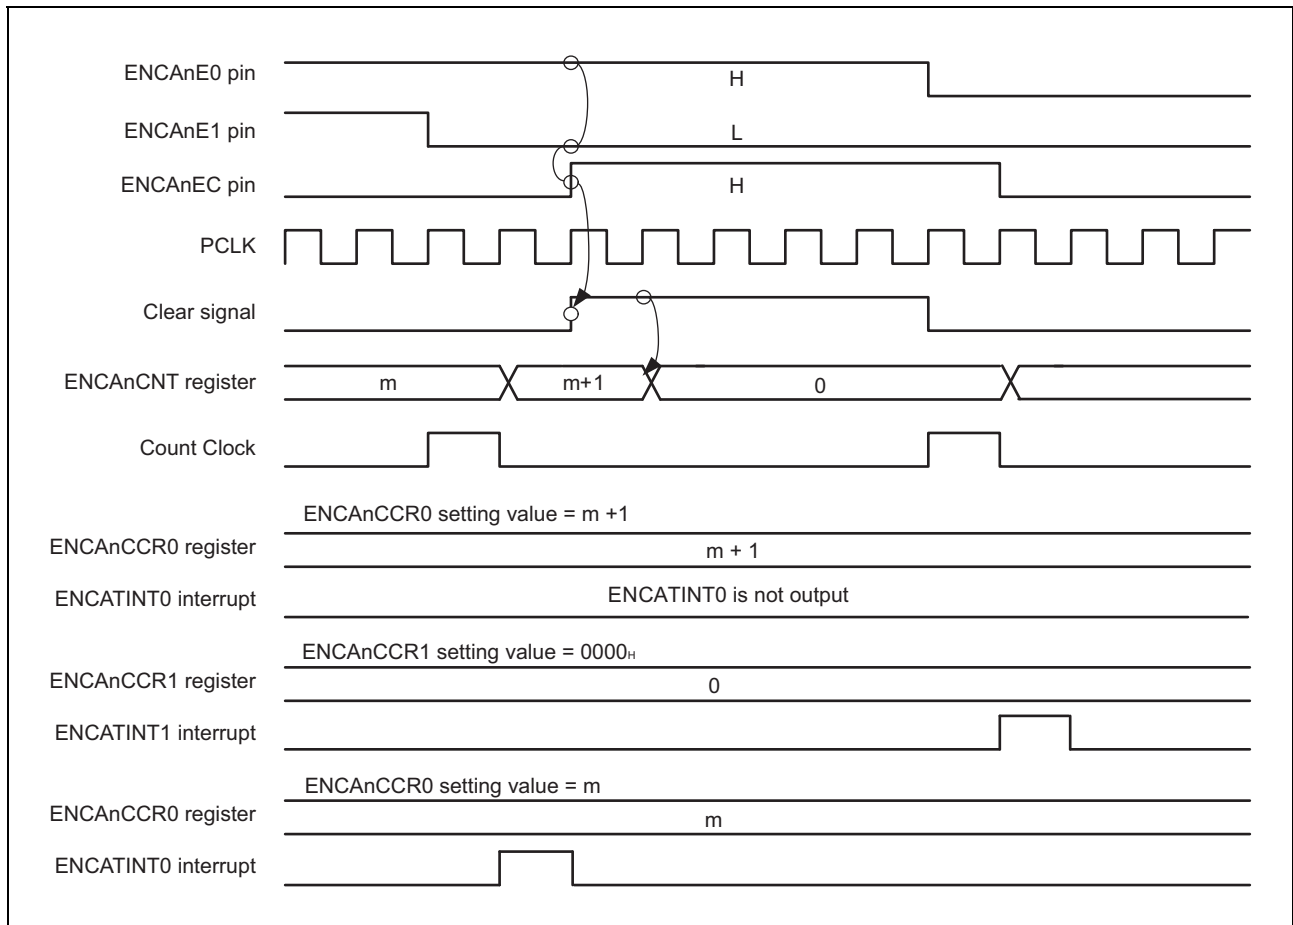 ENCAnE0 pin
H
ENCAnE1 pin
L
ENCAnEC pin
H
PCLK
Clear signal
ENCAnCNT register
m
m+1
0
Count Clock
ENCAnCCR0 setting value = m +1
ENCAnCCR0 register
m + 1
ENCATINT0 interrupt
ENCATINT0 is not output
ENCAnCCR1 setting value = 0000H
ENCAnCCR1 register
0
ENCATINT1 interrupt
ENCAnCCR0 setting value = m
ENCAnCCR0 register
m
ENCATINT0 interrupt